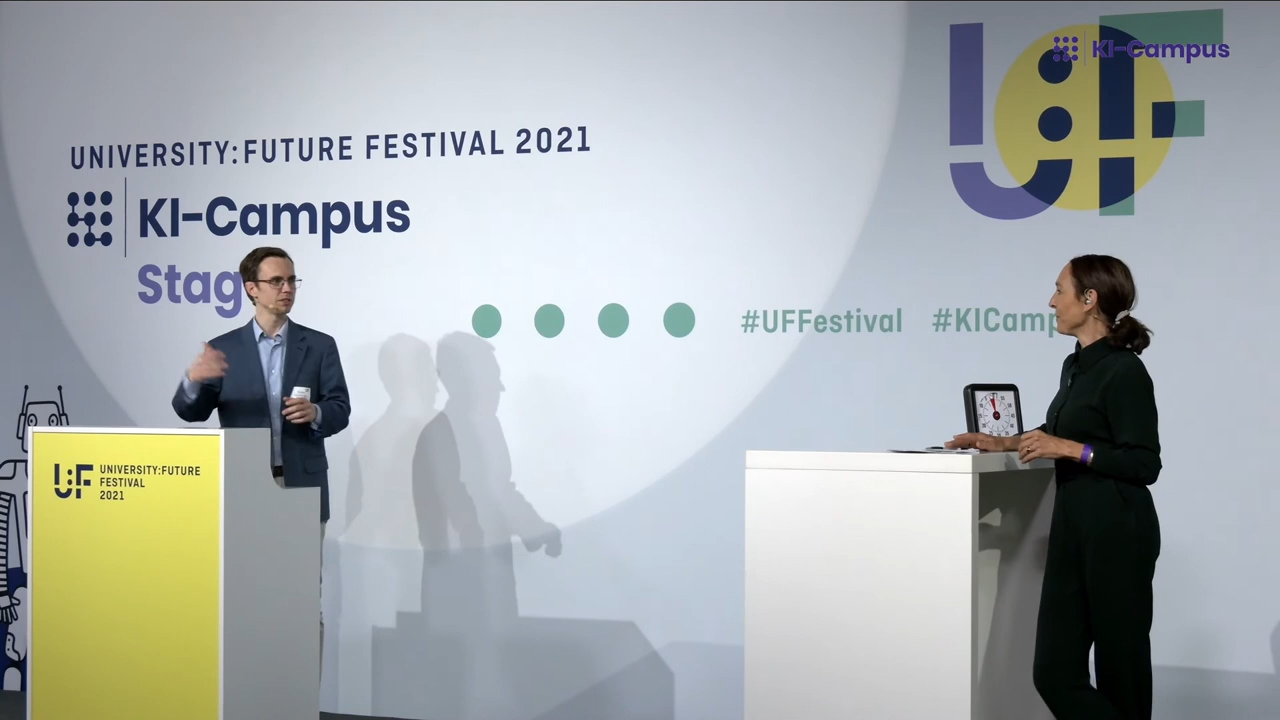 UNIVERSITY:FUTURE FESTIVAL 2021
KI-Campus
Stag
#UFFestival #KICamp
U:F
KI-Campus
U:F UNIVERSITY:FUTURE
FESTIVAL
2021